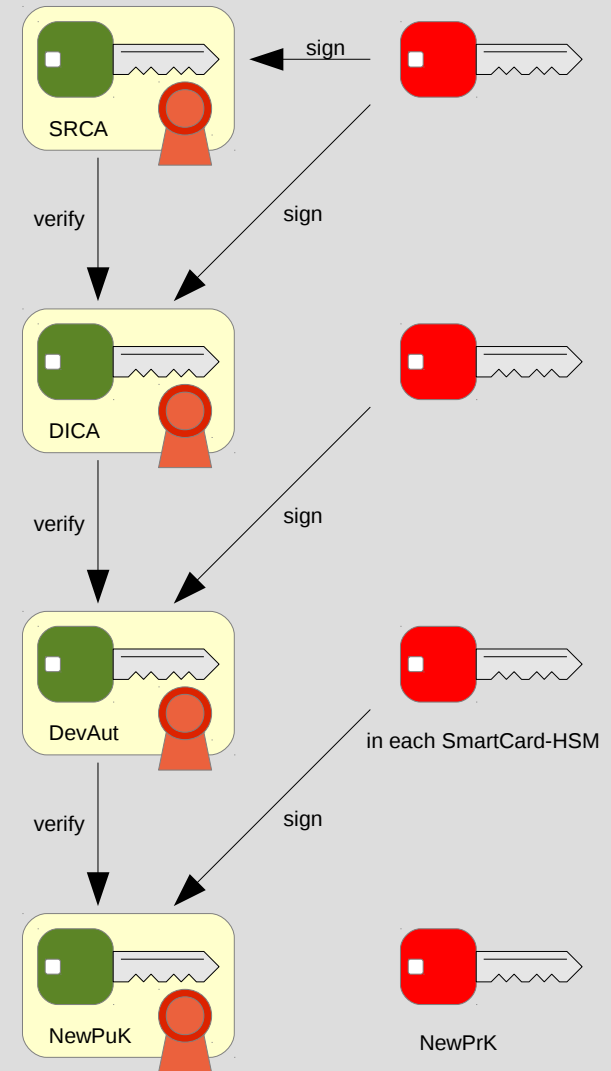 sign
SRCA
verify
sign
DICA
verify
sign
DevAut
in each SmartCard-HSM
verify
sign
NewPuK
NewPrK